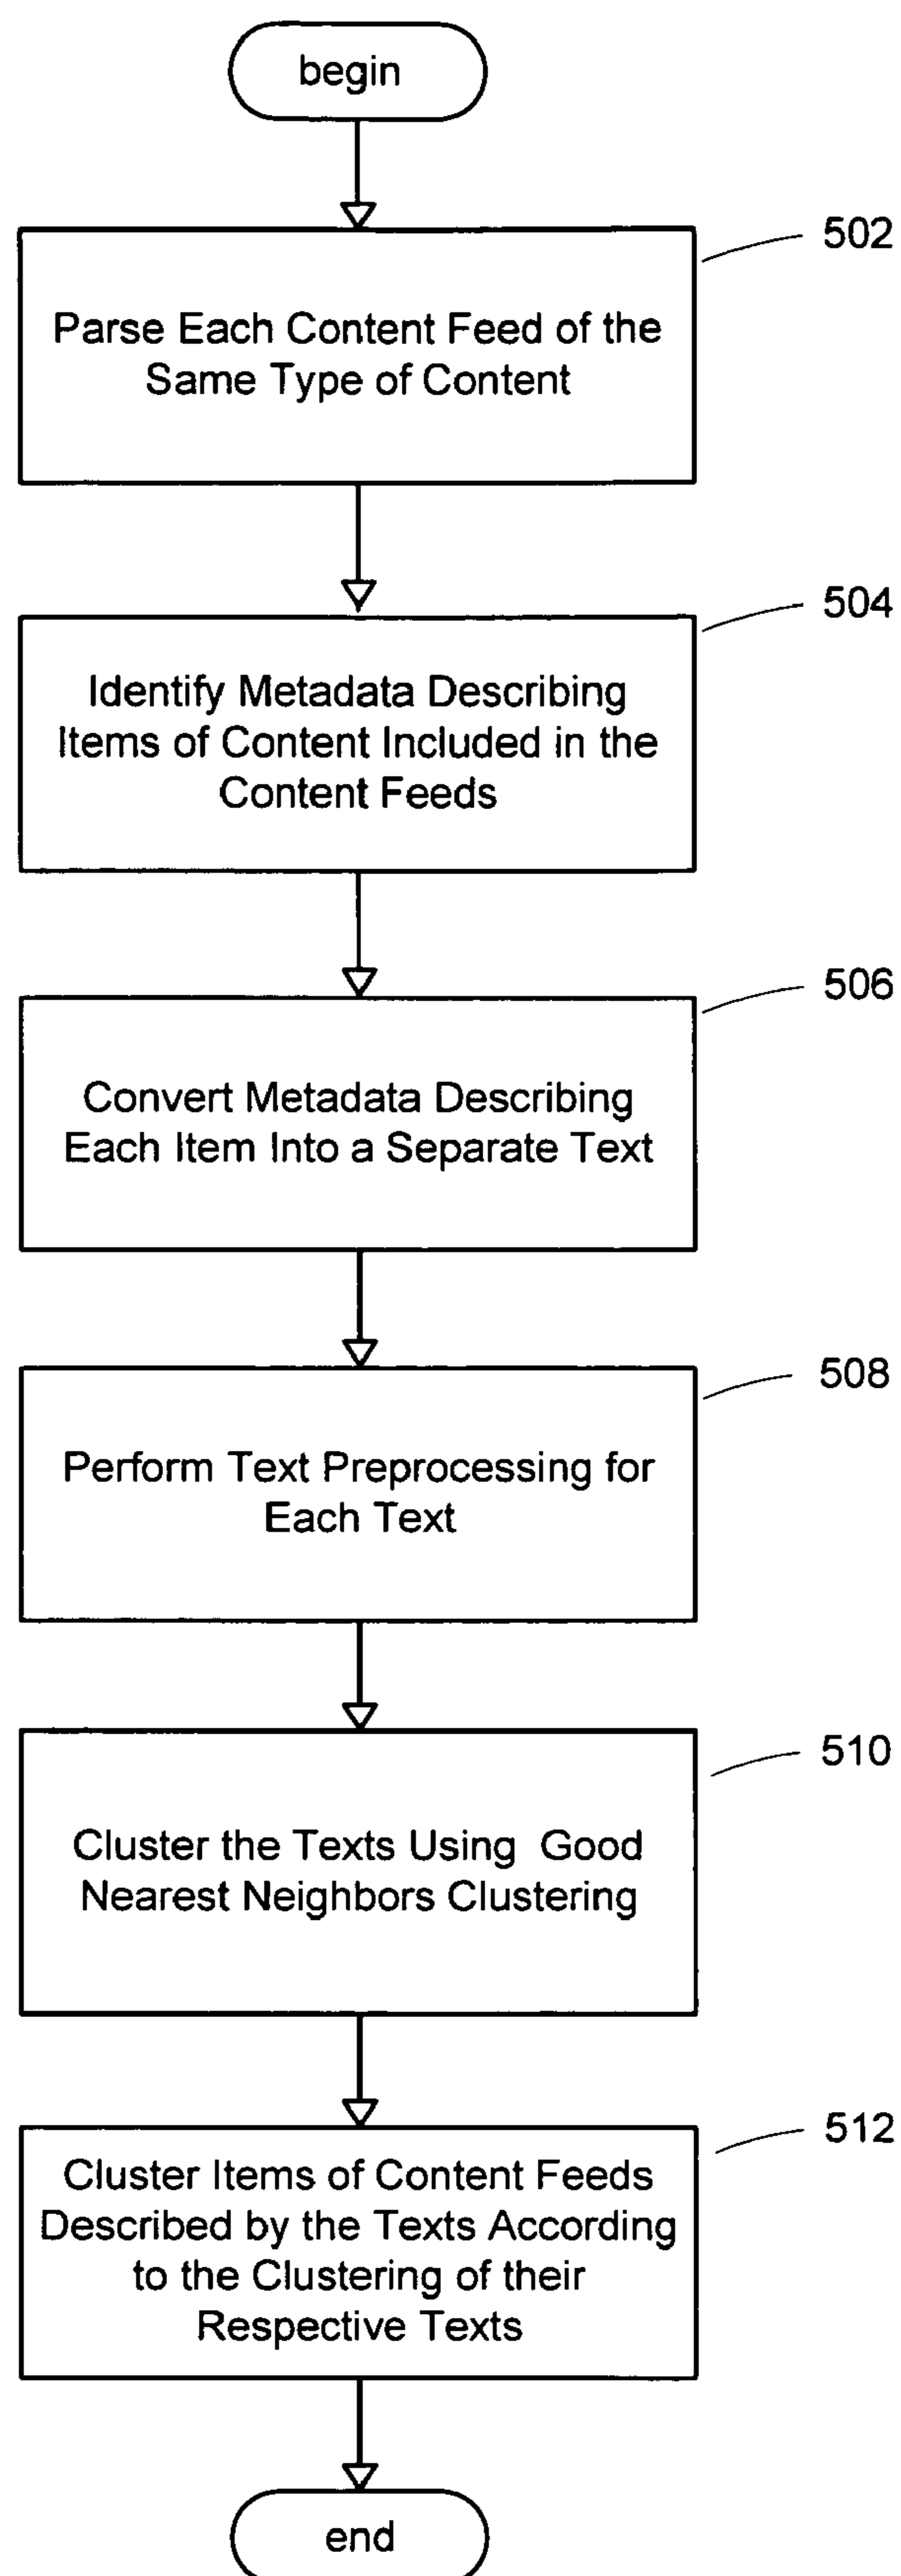 begin
502
Parse Each Content Feed of the
Same Type of Content
504
Identify Metadata Describing
Items of Content Included in the
Content Feeds
506
Convert Metadata Describing
Each Item Into a Separate Text
508
Perform Text Preprocessing for
Each Text
510
Cluster the Texts Using Good
Nearest Neighbors Clustering
512
Cluster Items of Content Feeds
Described by the Texts According
to the Clustering of their
Respective Texts
end